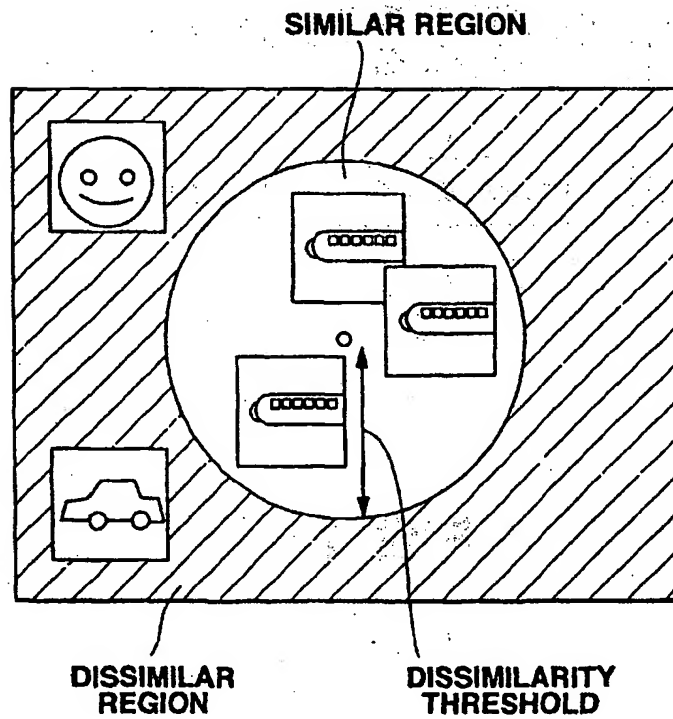 SIMILAR REGION
DISSIMILAR
REGION
DISSIMILARITY
THRESHOLD